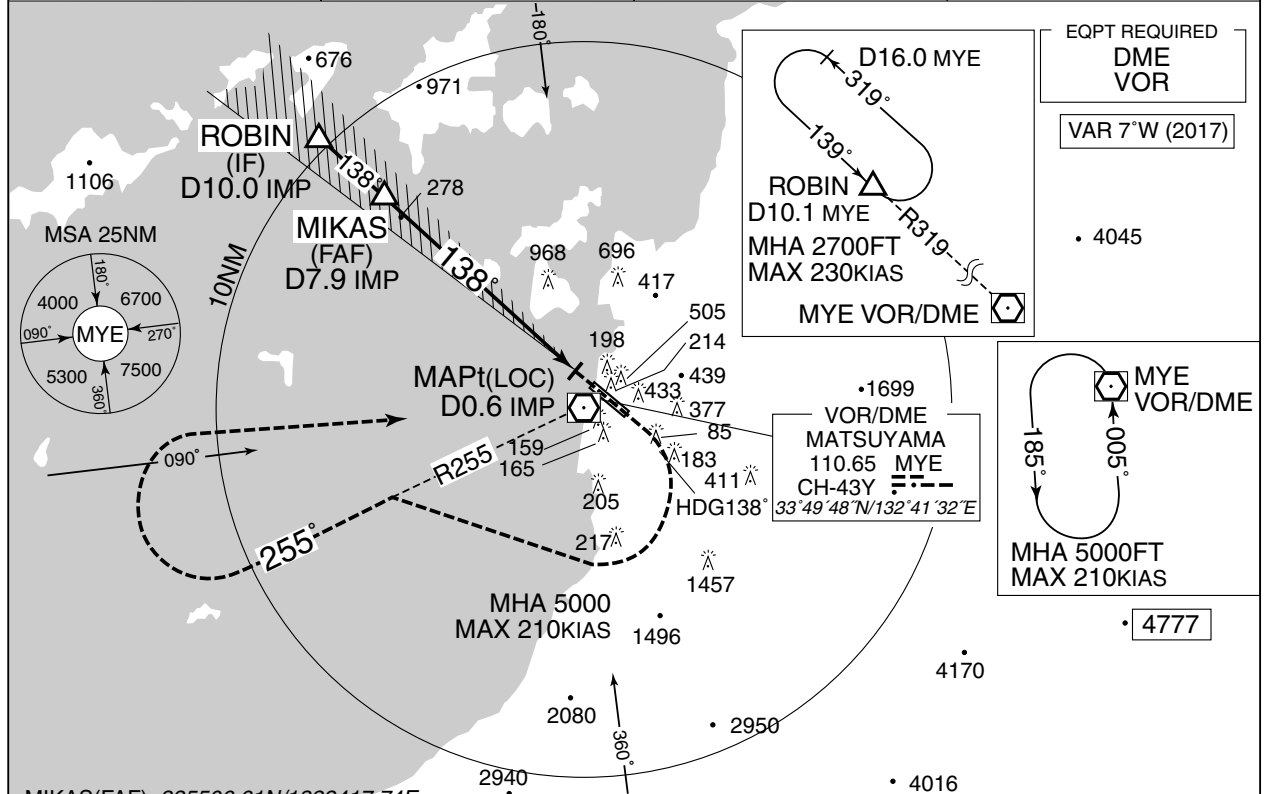 -180°
676
971
ROBIN
(IF)
D10.0 IMP
138°
1106
278
MIKAS
(FAF)
D7.9 IMP
138°
MSA 25NM
180°
4000
6700
090°
MYE
270°
5300
7500
360°
10NM
968
696
417
505
214
198
439
433
377
MAPt(LOC)
D0.6 IMP
159
165
85
183
411
205
HDG138°
217
1457
R255
090°
255°
MHA 5000
MAX 210KIAS
1496
2080
2950
360°
2940
4016
4170
4777
4045
1699
D16.0 MYE
319°
139°
ROBIN
D10.1 MYE
R319
MHA 2700FT
MAX 230KIAS
MYE VOR/DME
EQPT REQUIRED
DME
VOR
VAR 7°W (2017)
VOR/DME
MATSUYAMA
110.65 MYE
CH-43Y
33°49´48˝N/132°41´32˝E
MYE
VOR/DME
185°
005°
MHA 5000FT
MAX 210KIAS